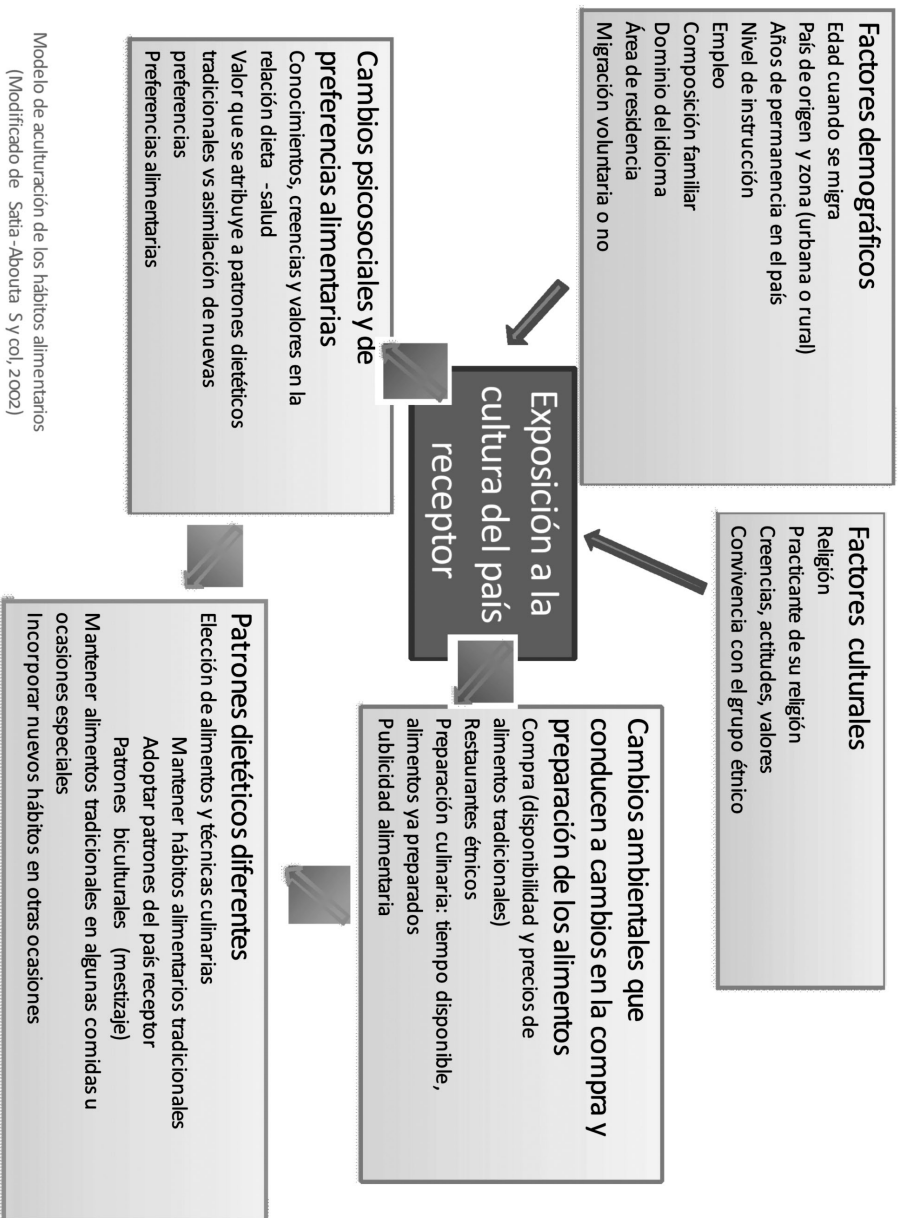 Factores demográficos
Edad cuando se migra
País de origen y zona (urbana o rural)
Años de permanencia en el país
Nivel de instrucción
Empleo
Composición familiar
Dominio del idioma
Área de residencia
Migración voluntaria o no
Factores culturales
Religión
Practicante de su religión
Creencias, actitudes, valores
Convivencia con el grupo étnico
Exposición a la
cultura del país
receptor
Cambios psicosociales y de
preferencias alimentarias
Conocimientos, creencias y valores en la
relación dieta -salud
Valor que se atribuye a patrones dietéticos
tradicionales vs asimilación de nuevas
preferencias
Preferencias alimentarias
Cambios ambientales que
conducen a cambios en la compra y
preparación de los alimentos
Compra (disponibilidad y precios de
alimentos tradicionales)
Restaurantes étnicos
Preparación culinaria: tiempo disponible,
alimentos ya preparados
Publicidad alimentaria
Patrones dietéticos diferentes
Elección de alimentos y técnicas culinarias
Mantener hábitos alimentarios tradicionales
Adoptar patrones del país receptor
Patrones biculturales (mestizaje)
Mantener alimentos tradicionales en algunas comidas u
ocasiones especiales
Incorporar nuevos hábitos en otras ocasiones
Modelo de aculturación de los hábitos alimentarios
(Modificado de Satia-Abouta S y col, 2002)